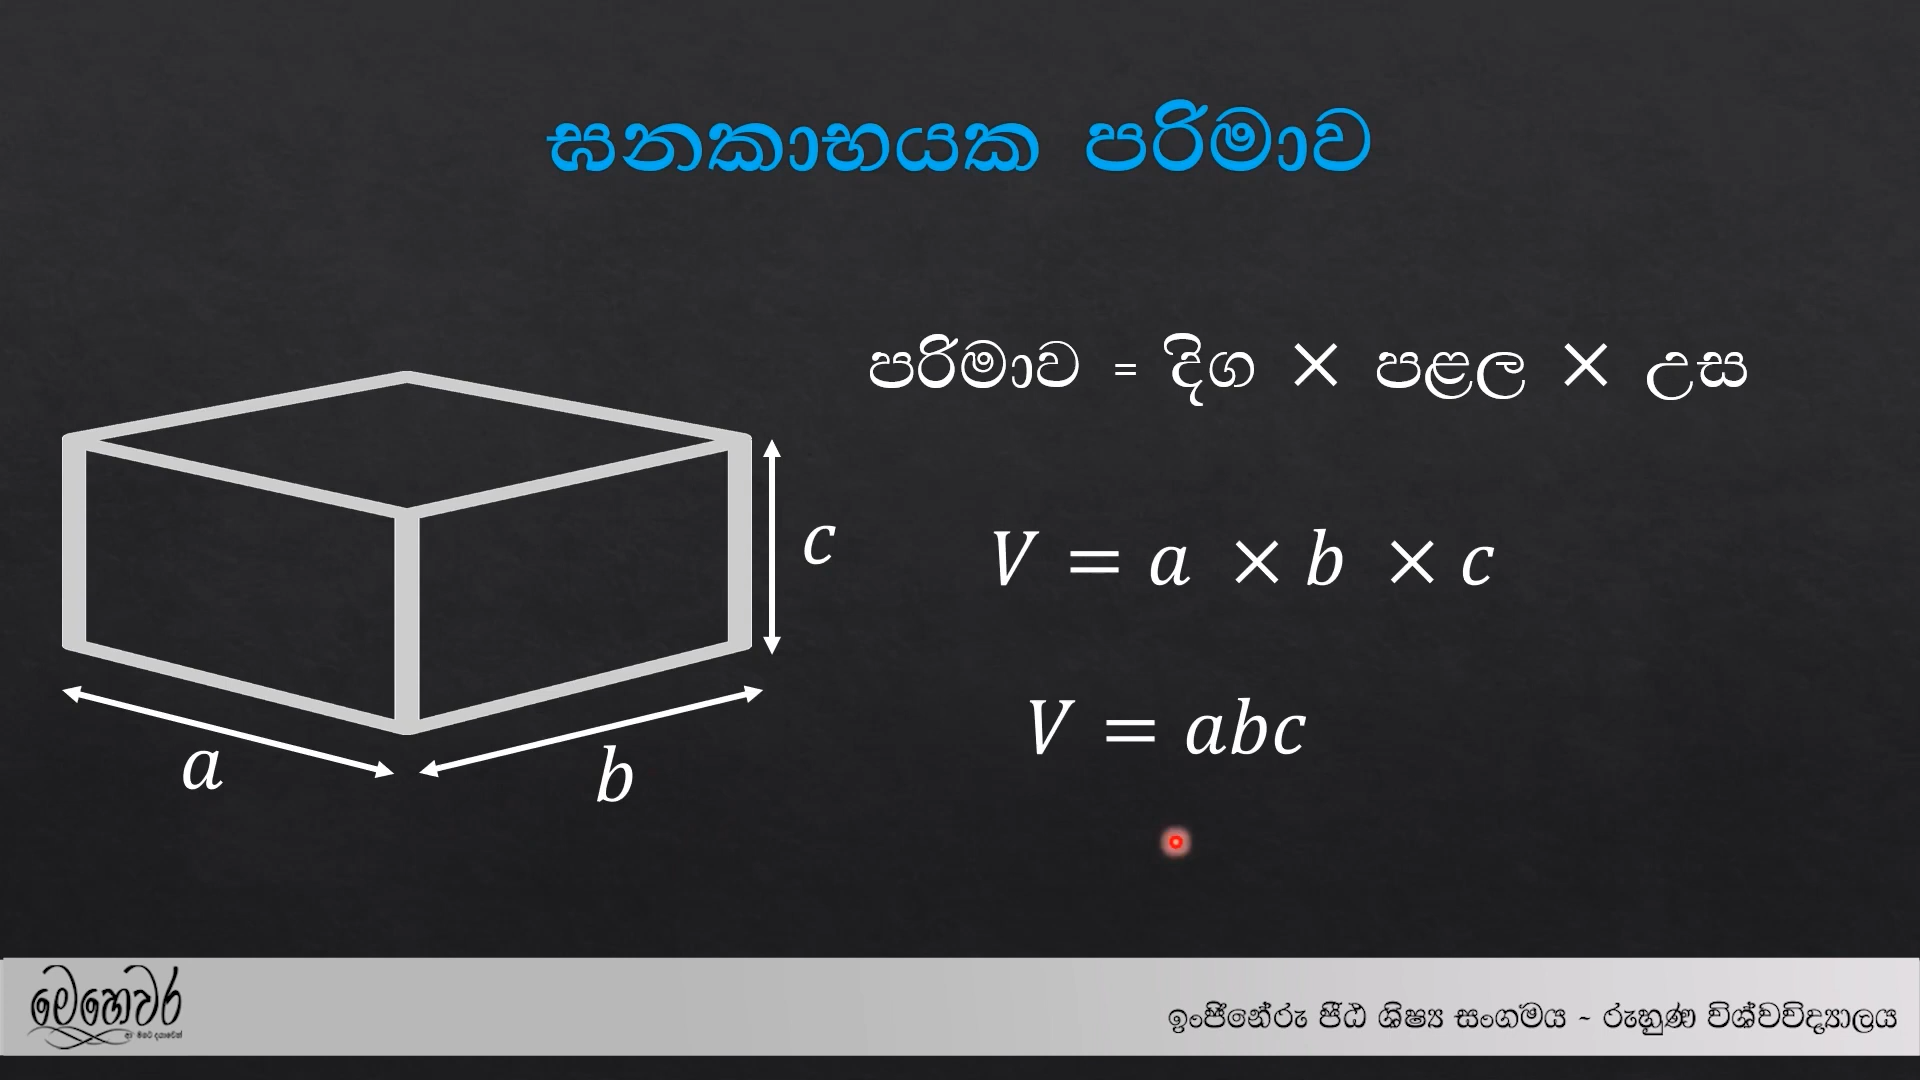 ඝනකාභයක පරිමාව
පරිමාව = දිග × පළල × උස
c
V = a × b × c
V = abc
a
b
මෙහෙවර
ඉංජිනේරු පීඨ ශිෂ්‍ය සංගමය ~ රුහුණ විශ්වවිද්‍යාලය